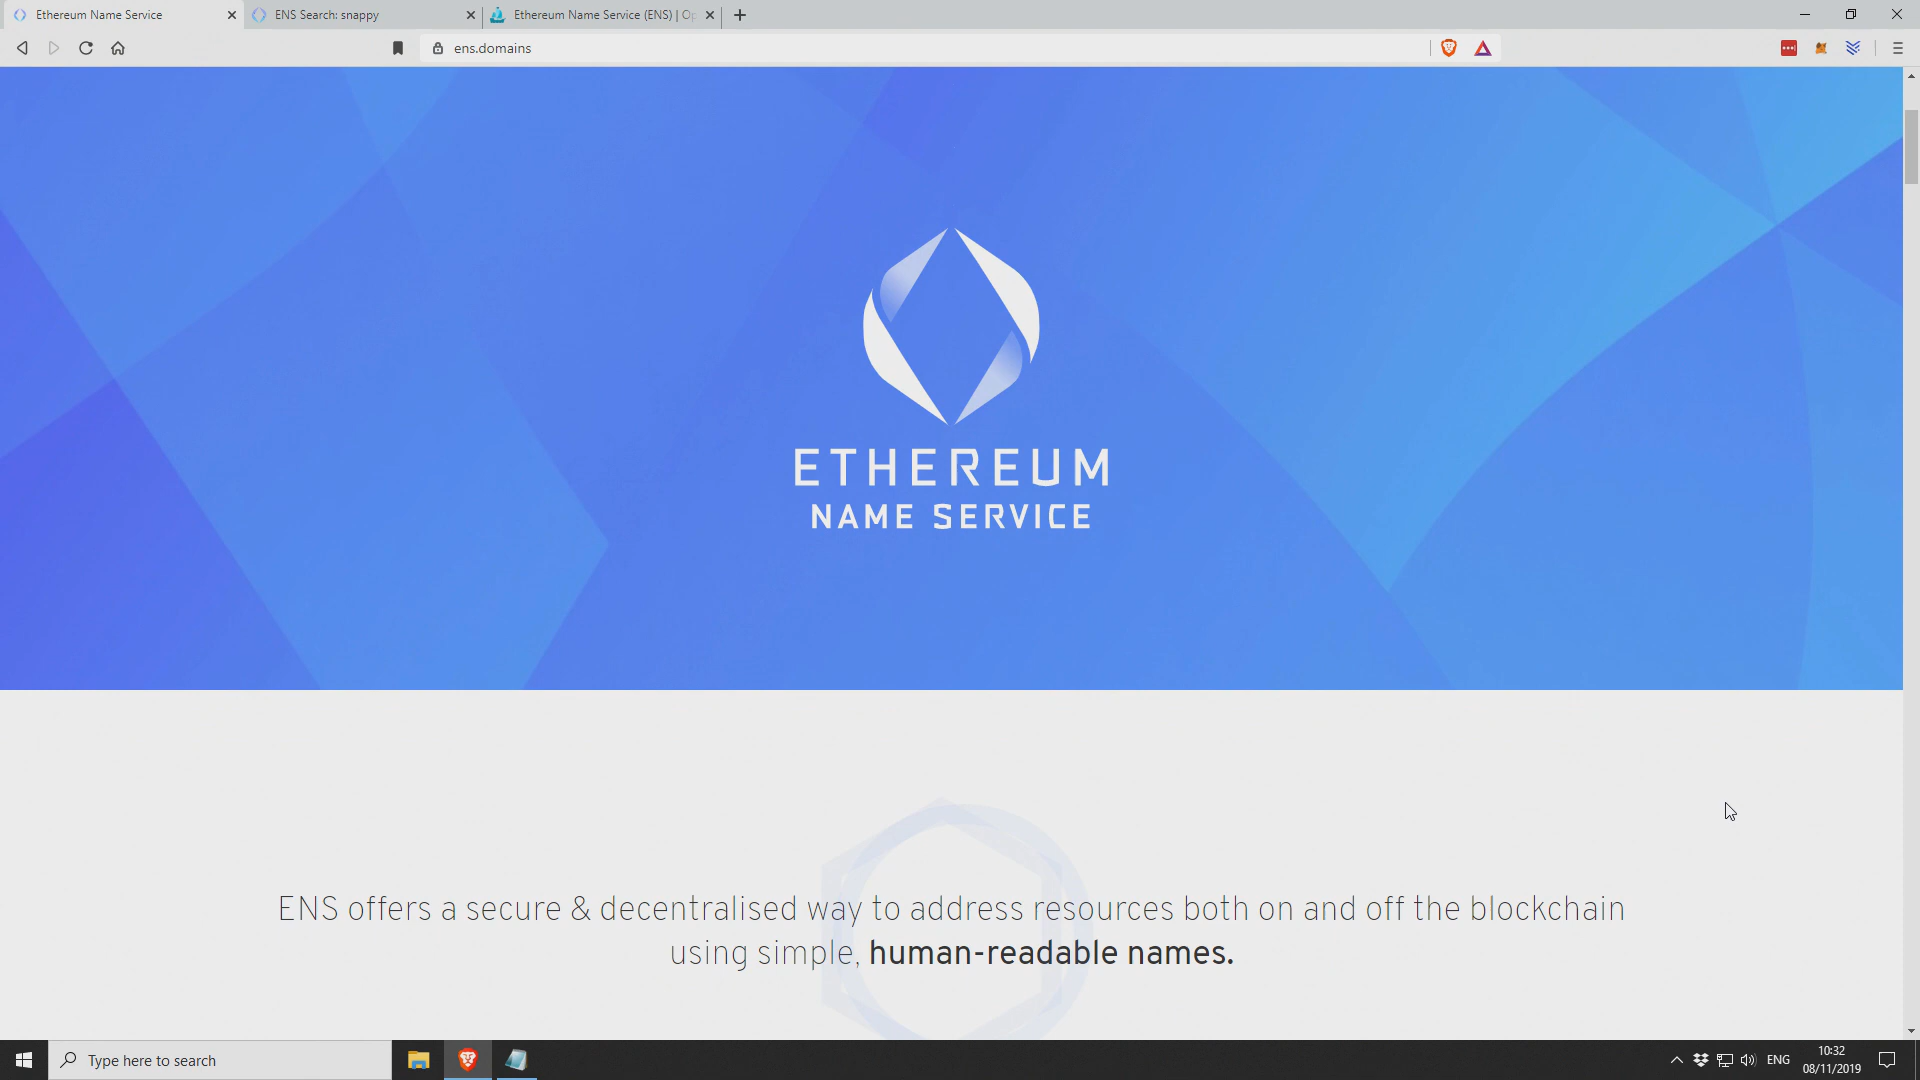 Ethereum Name Service
ENS Search: snappy
Ethereum Name Service (ENS) | Op
ens.domains
ETHEREUM
NAME SERVICE
ENS offers a secure & decentralised way to address resources both on and off the blockchain
using simple, human-readable names.
Type here to search
ENG
10:32
08/11/2019